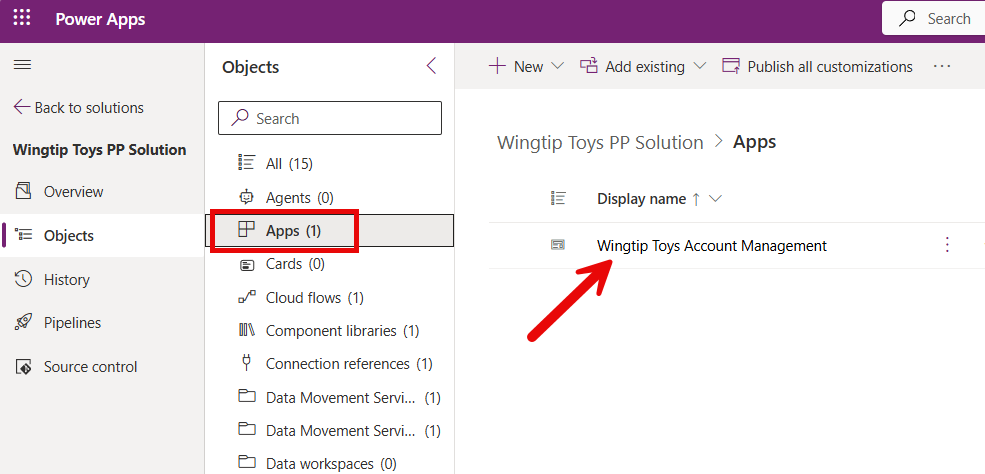 Power Apps
Search
Back to solutions
Wingtip Toys PP Solution
Overview
Objects
History
Pipelines
Source control
Objects
Search
All (15)
Agents (0)
Apps (1)
Cards (0)
Cloud flows (1)
Component libraries (1)
Connection references (1)
Data Movement Servi... (1)
Data Movement Servi... (1)
Data workspaces (0)
New
Add existing
Publish all customizations
Wingtip Toys PP Solution > Apps
Display name ↑
Wingtip Toys Account Management